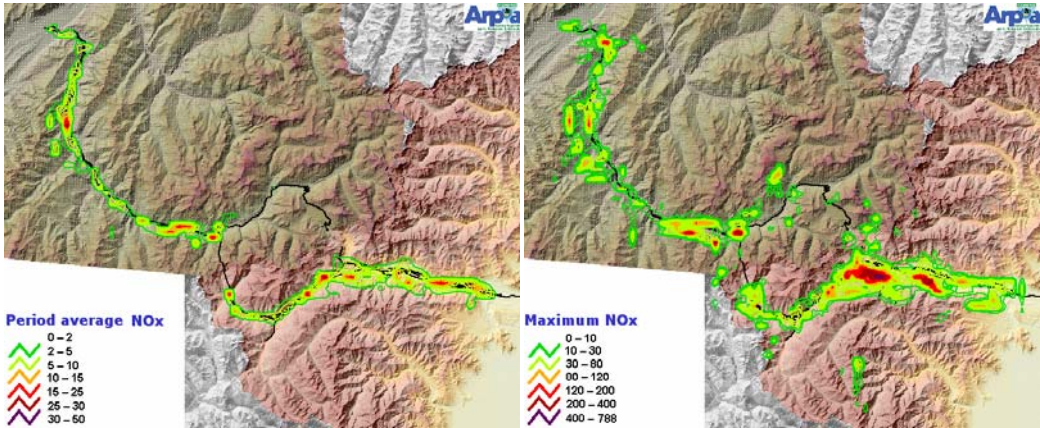 Arpa
Period average NOx
0 – 2
2 – 5
5 – 10
10 – 15
15 – 25
25 – 30
30 – 50
Arpa
Maximum NOx
0 – 10
10 – 30
30 – 80
00 – 120
120 – 200
200 – 400
400 – 788